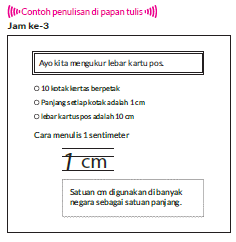 Contoh penulisan di papan tulis
Jam ke-3
Ayo kita mengukur lebar kartu pos.
O 10 kotak kertas berpetak
O Panjang setiap kotak adalah 1 cm
O lebar kartu pos adalah 10 cm
Cara menulis 1 sentimeter
1 cm
Satuan cm digunakan di banyak
negara sebagai satuan panjang.